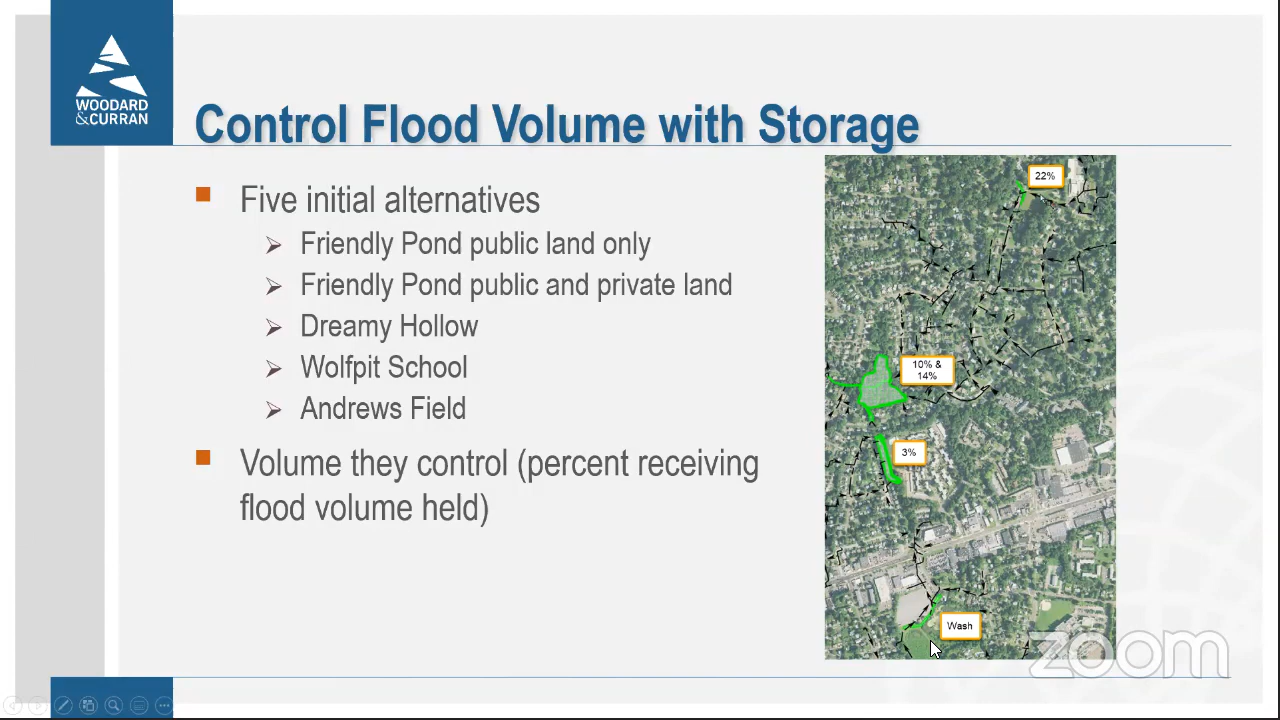 WOODARD
&CURRAN
Control Flood Volume with Storage
Five initial alternatives
Friendly Pond public land only
Friendly Pond public and private land
Dreamy Hollow
Wolfpit School
Andrews Field
Volume they control (percent receiving
flood volume held)
22%
10% &
14%
3%
Wash
zoom